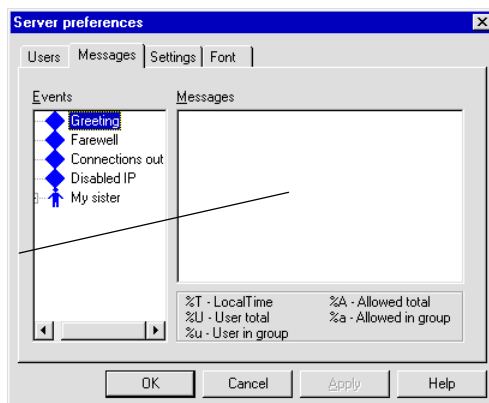 Server preferences
Users Messages Settings Font
Events Messages
Greeting
Farewell
Connections out
Disabled IP
My sister
%T - LocalTime %A - Allowed total
%U - User total %a - Allowed in group
%u - User in group
OK Cancel Apply Help